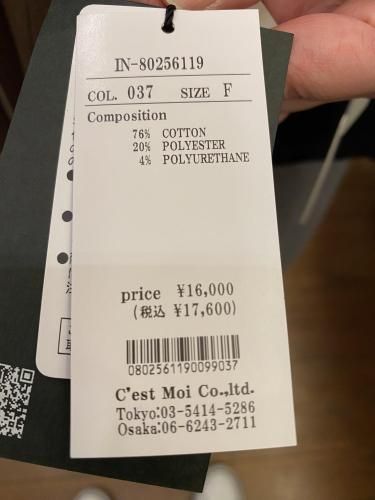 IN-80256119
COL. 037 SIZE F
Composition
76% COTTON
20% POLYESTER
4% POLYURETHANE
price ¥16,000
(税込 ¥17,600)
0802561190099037
C'est Moi Co.,ltd.
Tokyo:03-5414-5286
Osaka:06-6243-2711